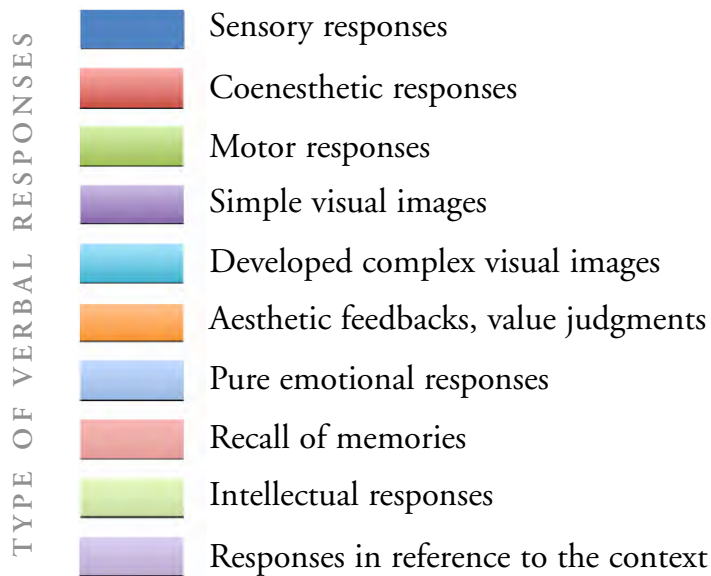 TYPE OF VERBAL RESPONSES
Sensory responses
Coenesthetic responses
Motor responses
Simple visual images
Developed complex visual images
Aesthetic feedbacks, value judgments
Pure emotional responses
Recall of memories
Intellectual responses
Responses in reference to the context